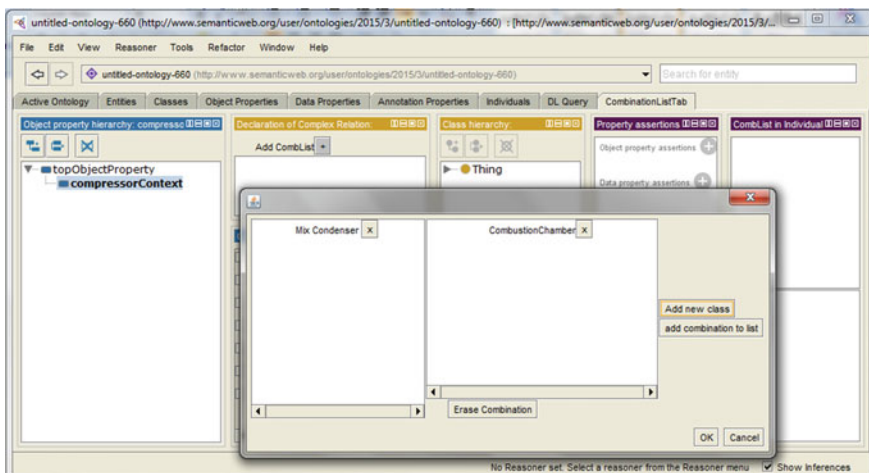 untitled-ontology-660 (http://www.semanticweb.org/user/ontologies/2015/3/untitled-ontology-660) : [http://www.semanticweb.org/user/ontologies/2015/3/...
File Edit View Reasoner Tools Refactor Window Help
untitled-ontology-660 (http://www.semanticweb.org/user/ontologies/2015/3/untitled-ontology-660)
Search for entity
Active Ontology Entities Classes Object Properties Data Properties Annotation Properties Individuals DL Query CombinationListTab
Object property hierarchy: compresso Declaration of Complex Relation: Class hierarchy: Property assertions CombList in Individual
Add CombList +
Object property assertions
topObjectProperty
Thing
compressorContext
Data property assertions
Mix Condenser x CombustionChamber x
Add new class
add combination to list
Erase Combination
OK Cancel
No Reasoner set. Select a reasoner from the Reasoner menu Show Inferences